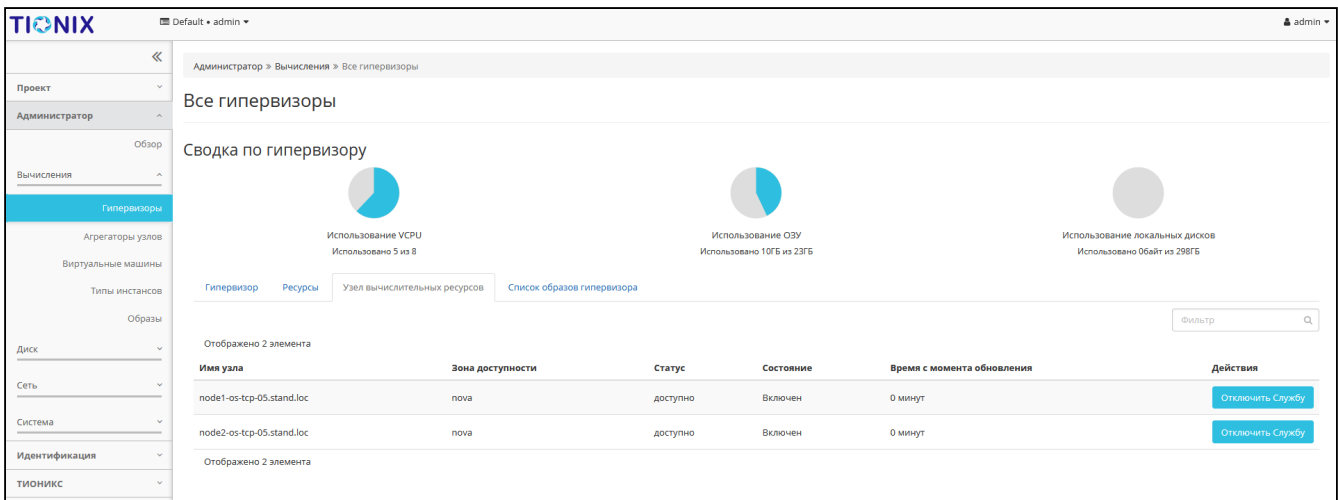 TIONIX
Default • admin
admin
Администратор » Вычисления » Все гипервизоры
Проект
Администратор
Обзор
Вычисления
Гипервизоры
Агрегаторы узлов
Виртуальные машины
Типы инстансов
Образы
Диск
Сеть
Система
Идентификация
ТИОНИКС
Все гипервизоры
Сводка по гипервизору
Использование VCPU
Использовано 5 из 8
Использование ОЗУ
Использовано 10ГБ из 23ГБ
Использование локальных дисков
Использовано 0байт из 298ГБ
Гипервизор Ресурсы Узел вычислительных ресурсов Список образов гипервизора
Фильтр
Отображено 2 элемента
Имя узла Зона доступности Статус Состояние Время с момента обновления Действия
node1-os-tcp-05.stand.loc nova доступно Включен 0 минут Отключить Службу
node2-os-tcp-05.stand.loc nova доступно Включен 0 минут Отключить Службу
Отображено 2 элемента